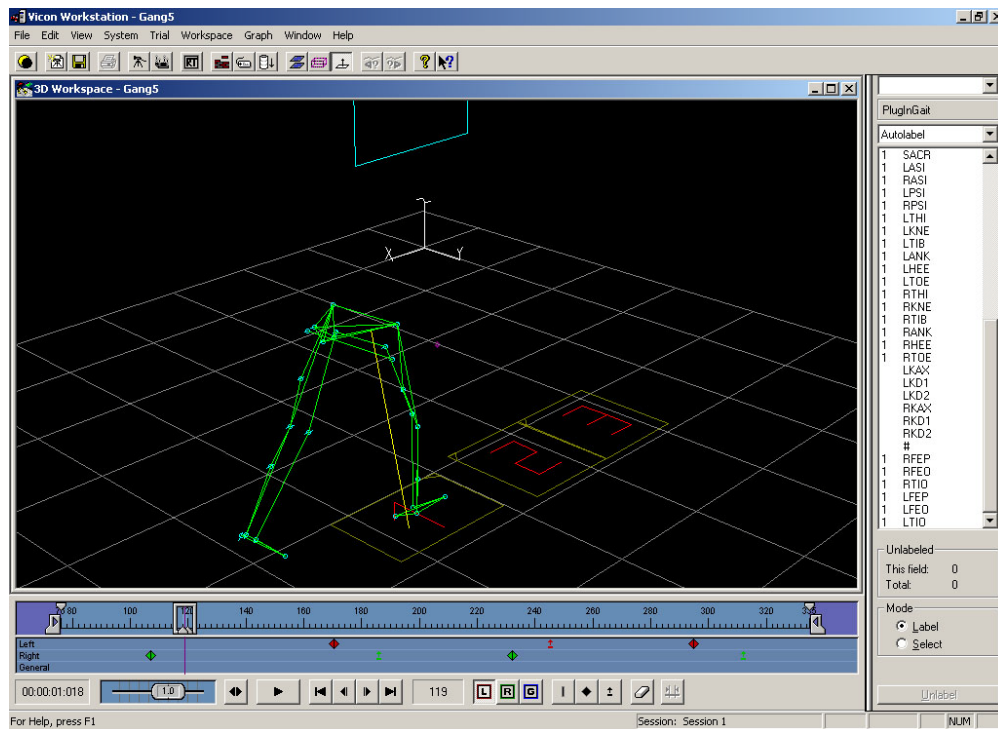 Vicon Workstation - Gang5
File Edit View System Trial Workspace Graph Window Help
RT
3D Workspace - Gang5
X Y
1 2 3
PlugInGait
Autolabel
1 SACR
1 LASI
1 RASI
1 LPSI
1 RPSI
1 LTHI
1 LKNE
1 LTIB
1 LANK
1 LHEE
1 LTOE
1 RTHI
1 RKNE
1 RTIB
1 RANK
1 RHEE
1 RTOE
LKAX
LKD1
LKD2
RKAX
RKD1
RKD2
#
1 RFEP
1 RFEO
1 RTIO
1 LFEP
1 LFEO
1 LTIO
Unlabeled
This field: 0
Total: 0
Mode
Label
Select
Unlabel
80 100 120 140 160 180 200 220 240 260 280 300 320
Left
Right
General
00:00:01:018 1.0 119 L R G
For Help, press F1 Session: Session 1 NUM